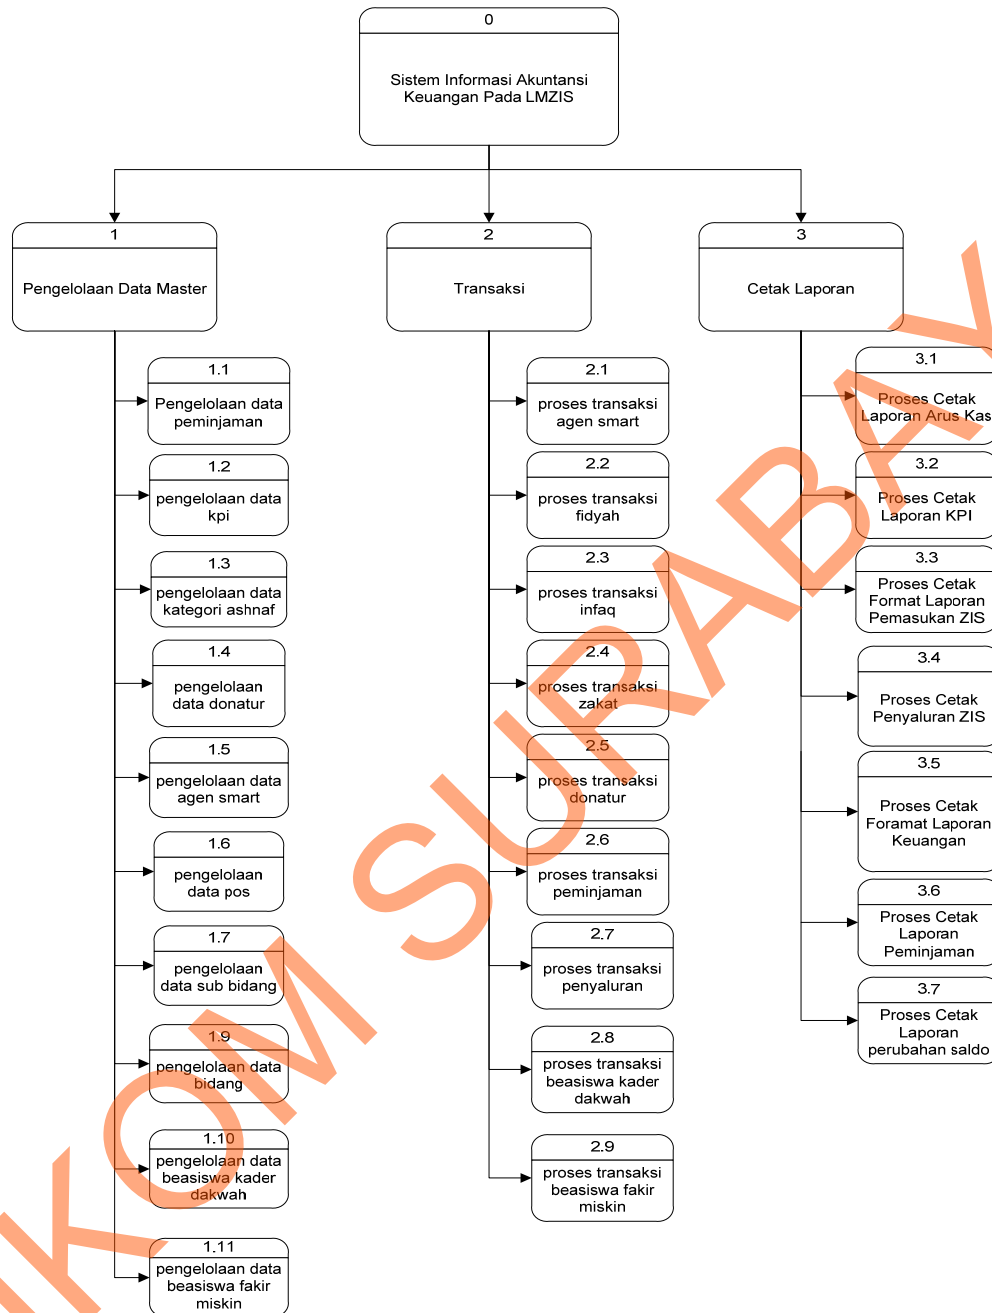 0
Sistem Informasi Akuntansi
Keuangan Pada LMZIS
1
Pengelolaan Data Master
2
Transaksi
3
Cetak Laporan
1.1
Pengelolaan data
peminjaman
1.2
pengelolaan data
kpi
1.3
pengelolaan data
kategori ashnaf
1.4
pengelolaan
data donatur
1.5
pengelolaan data
agen smart
1.6
pengelolaan
data pos
1.7
pengelolaan
data sub bidang
1.9
pengelolaan data
bidang
1.10
pengelolaan data
beasiswa kader
dakwah
1.11
pengelolaan data
beasiswa fakir
miskin
2.1
proses transaksi
agen smart
2.2
proses transaksi
fidyah
2.3
proses transaksi
infaq
2.4
proses transaksi
zakat
2.5
proses transaksi
donatur
2.6
proses transaksi
peminjaman
2.7
proses transaksi
penyaluran
2.8
proses transaksi
beasiswa kader
dakwah
2.9
proses transaksi
beasiswa fakir
miskin
3.1
Proses Cetak
Laporan Arus Kas
3.2
Proses Cetak
Laporan KPI
3.3
Proses Cetak
Format Laporan
Pemasukan ZIS
3.4
Proses Cetak
Penyaluran ZIS
3.5
Proses Cetak
Foramat Laporan
Keuangan
3.6
Proses Cetak
Laporan
Peminjaman
3.7
Proses Cetak
Laporan
perubahan saldo
IKOM SURABAY